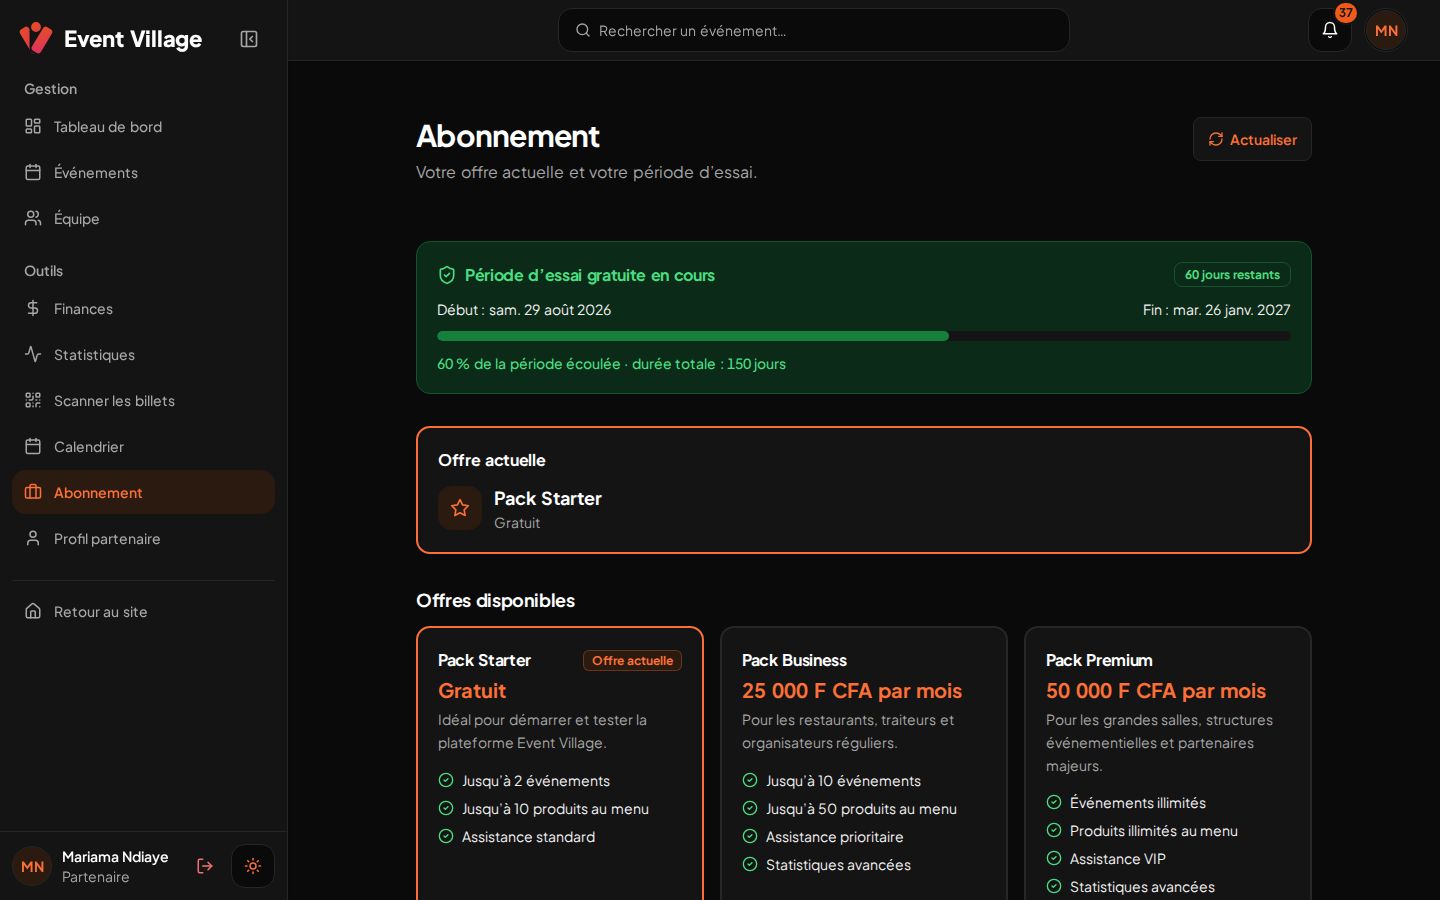 Event Village
Gestion
Tableau de bord
Événements
Équipe
Outils
Finances
Statistiques
Scanner les billets
Calendrier
Abonnement
Profil partenaire
Retour au site
MN
Mariama Ndiaye
Partenaire
Rechercher un événement...
37
MN
Abonnement
Votre offre actuelle et votre période d'essai.
Actualiser
Période d'essai gratuite en cours
60 jours restants
Début : sam. 29 août 2026
Fin : mar. 26 janv. 2027
60 % de la période écoulée · durée totale : 150 jours
Offre actuelle
Pack Starter
Gratuit
Offres disponibles
Pack Starter
Offre actuelle
Gratuit
Idéal pour démarrer et tester la
plateforme Event Village.
Jusqu'à 2 événements
Jusqu'à 10 produits au menu
Assistance standard
Pack Business
25 000 F CFA par mois
Pour les restaurants, traiteurs et
organisateurs réguliers.
Jusqu'à 10 événements
Jusqu'à 50 produits au menu
Assistance prioritaire
Statistiques avancées
Pack Premium
50 000 F CFA par mois
Pour les grandes salles, structures
événementielles et partenaires
majeurs.
Événements illimités
Produits illimités au menu
Assistance VIP
Statistiques avancées